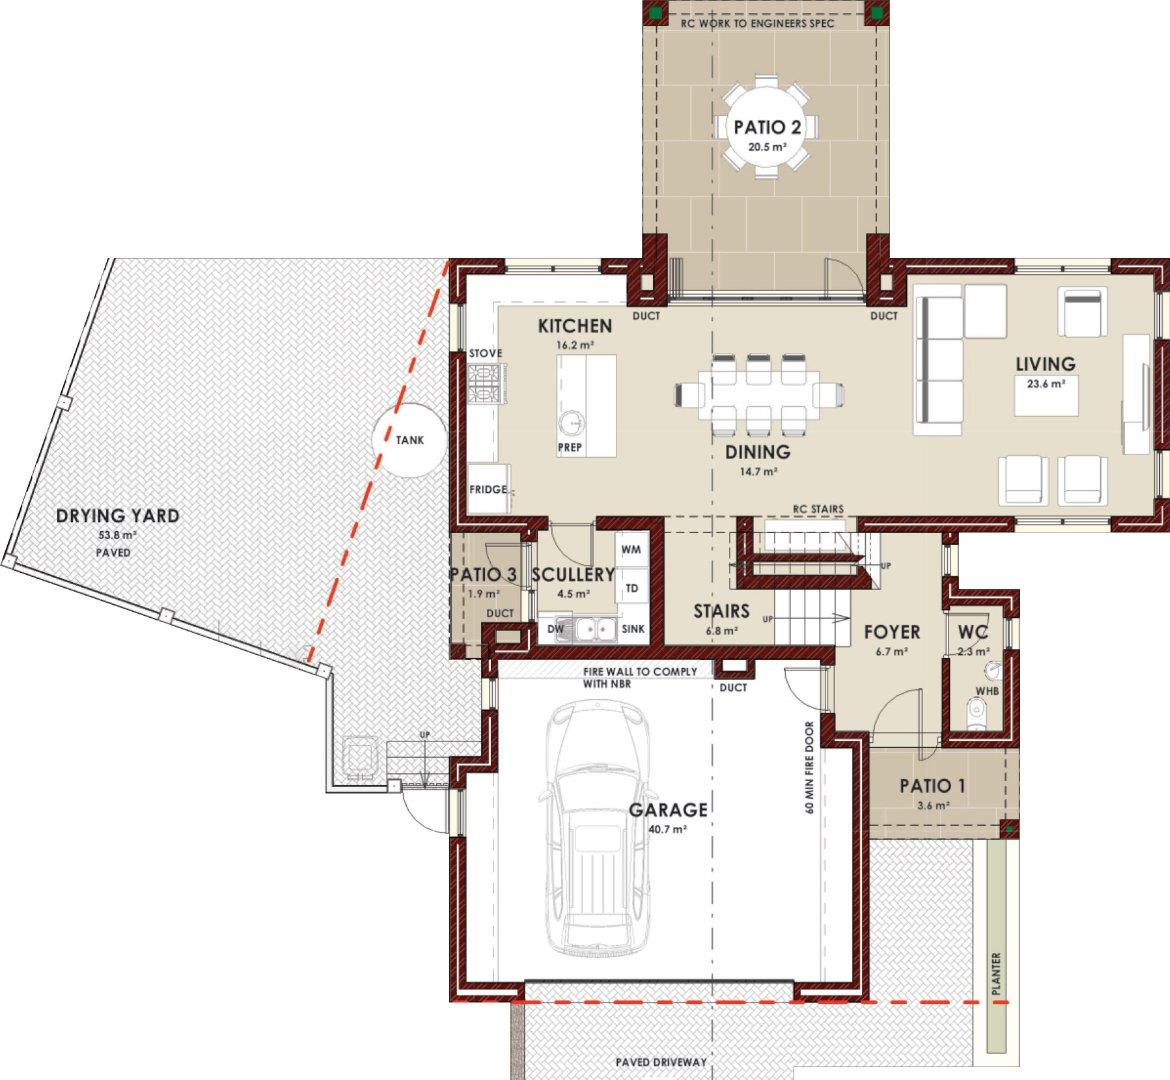 RC WORK TO ENGINEERS SPEC
PATIO 2
20.5 m²
DUCT
DUCT
KITCHEN
16.2 m²
STOVE
PREP
FRIDGE
LIVING
23.6 m²
DINING
14.7 m²
TANK
DRYING YARD
53.8 m²
PAVED
RC STAIRS
UP
PATIO 3
1.9 m²
DUCT
SCULLERY
4.5 m²
WM
TD
DW
SINK
STAIRS
6.8 m²
UP
FOYER
6.7 m²
WC
2.3 m²
WHB
FIRE WALL TO COMPLY
WITH NBR
DUCT
UP
60 MIN FIRE DOOR
PATIO 1
3.6 m²
GARAGE
40.7 m²
PLANTER
PAVED DRIVEWAY